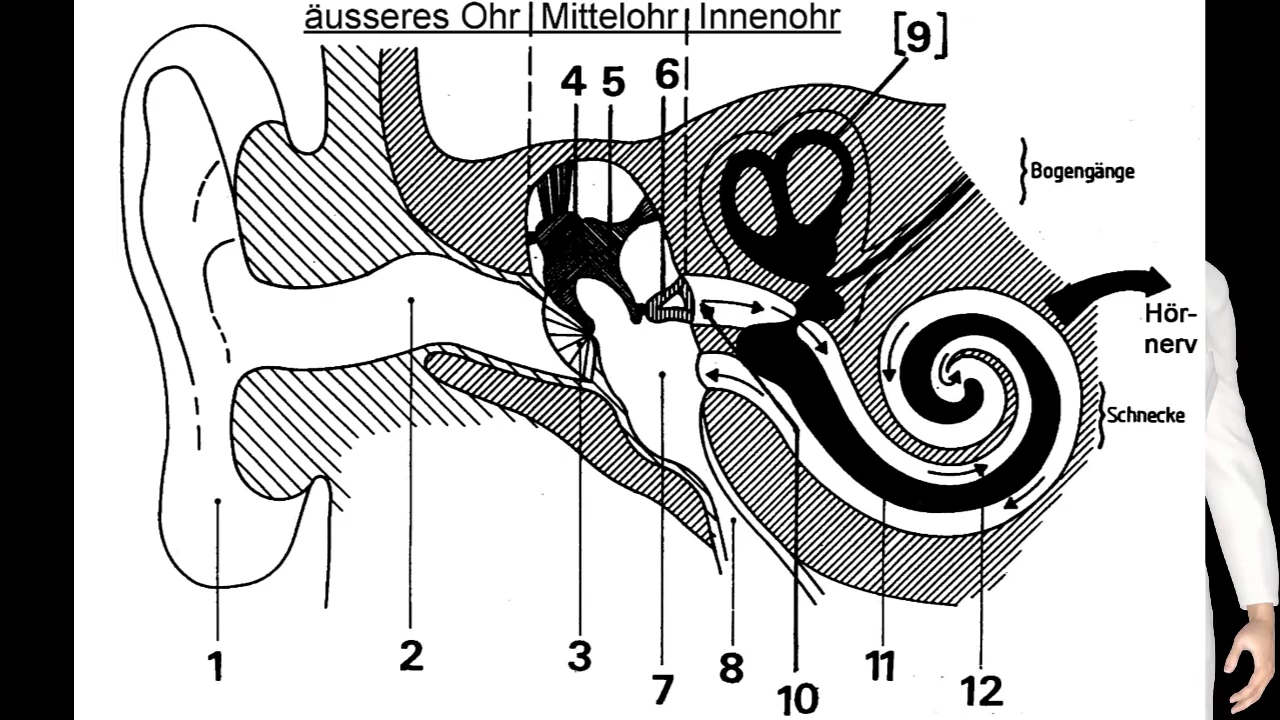 äusseres Ohr Mittelohr Innenohr
[9]
4 5 6
Bogengänge
Hör-
nerv
Schnecke
1
2
3
7
8
10
11
12